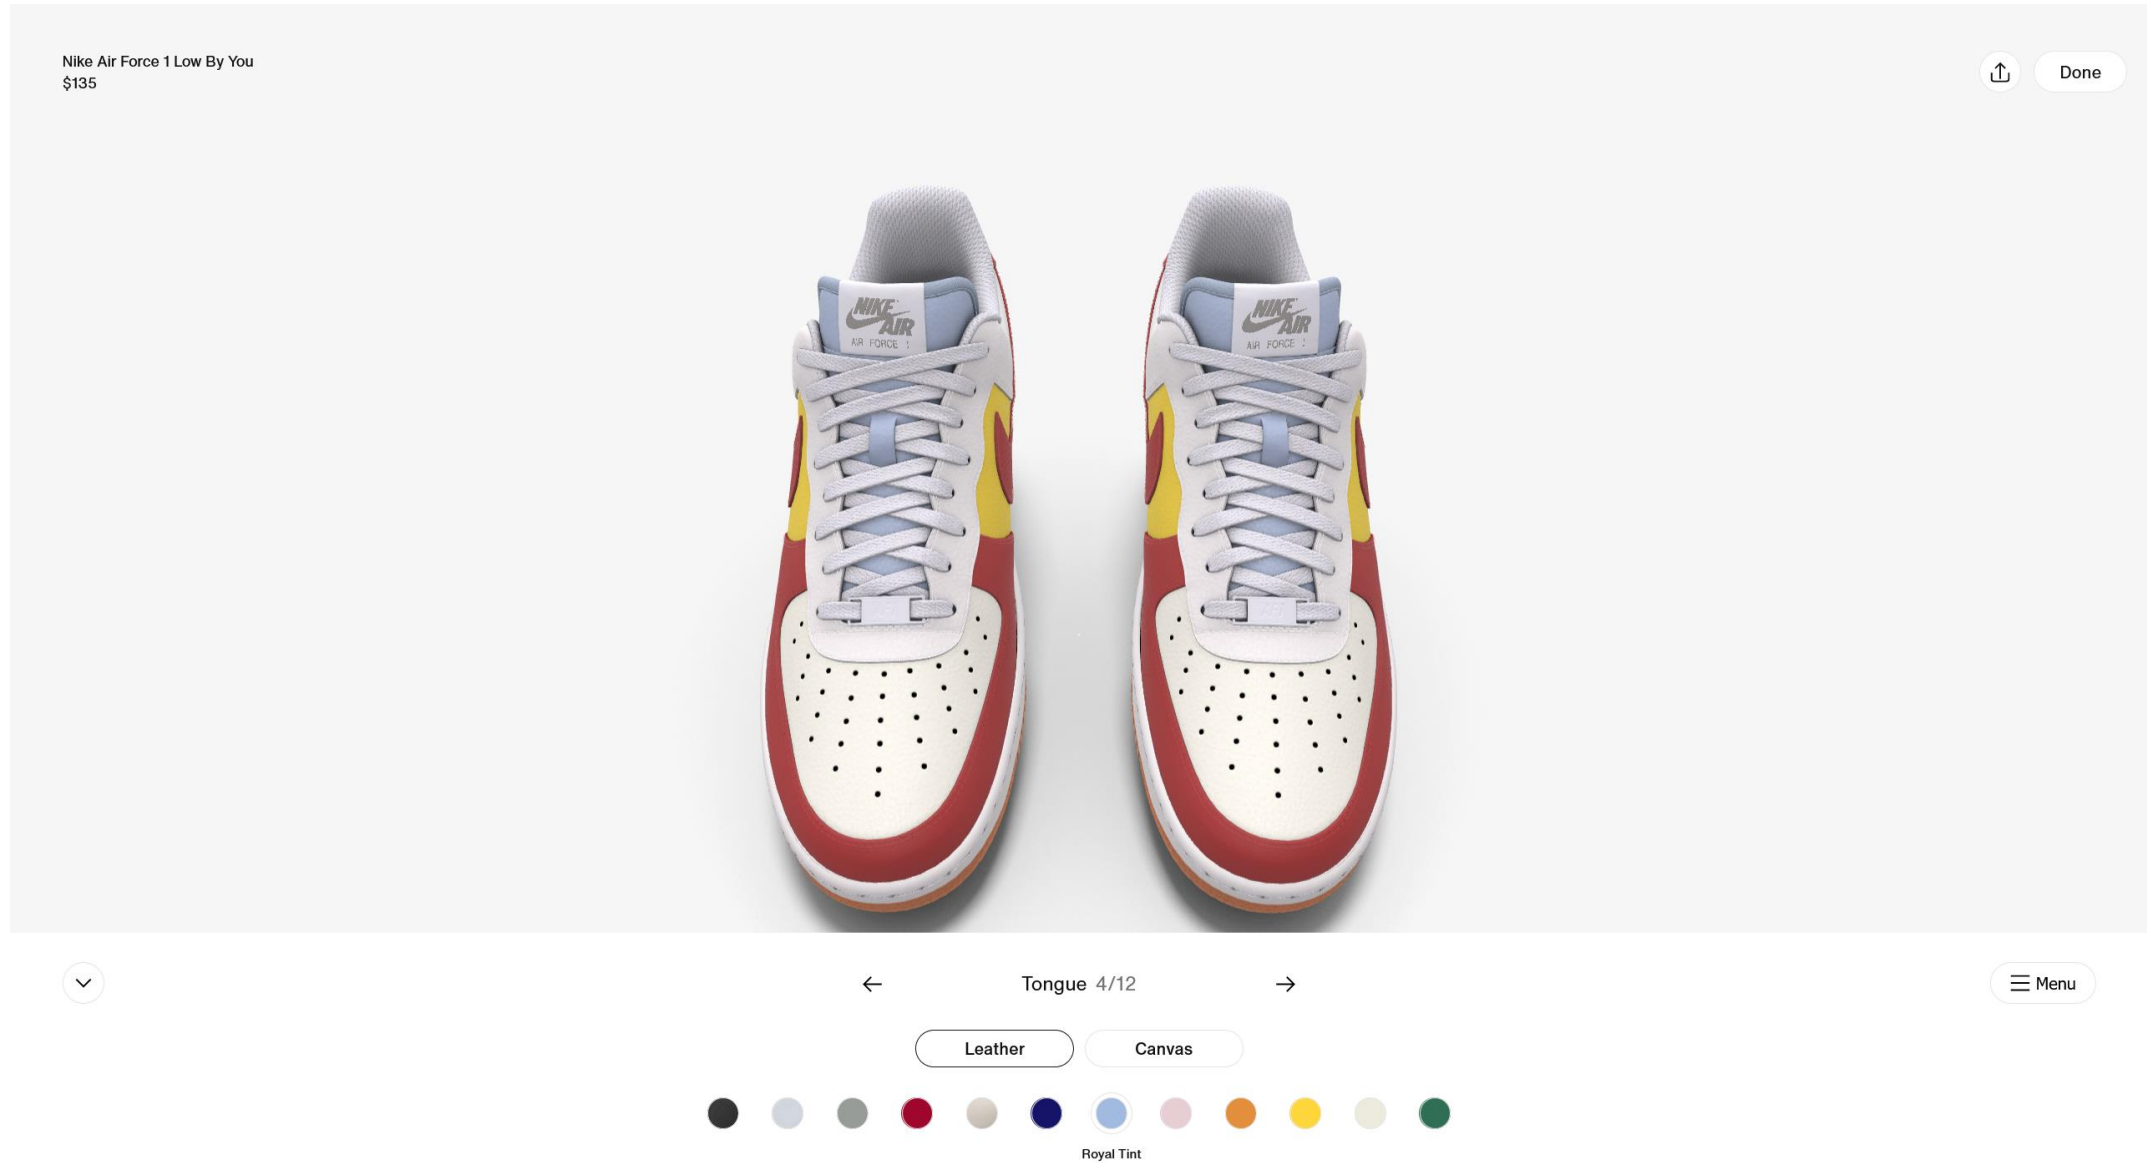 Nike Air Force 1 Low By You
$135
Done
NIKE
AIR
AIR FORCE 1
NIKE
AIR
AIR FORCE 1
Tongue 4/12
Menu
Leather
Canvas
Royal Tint